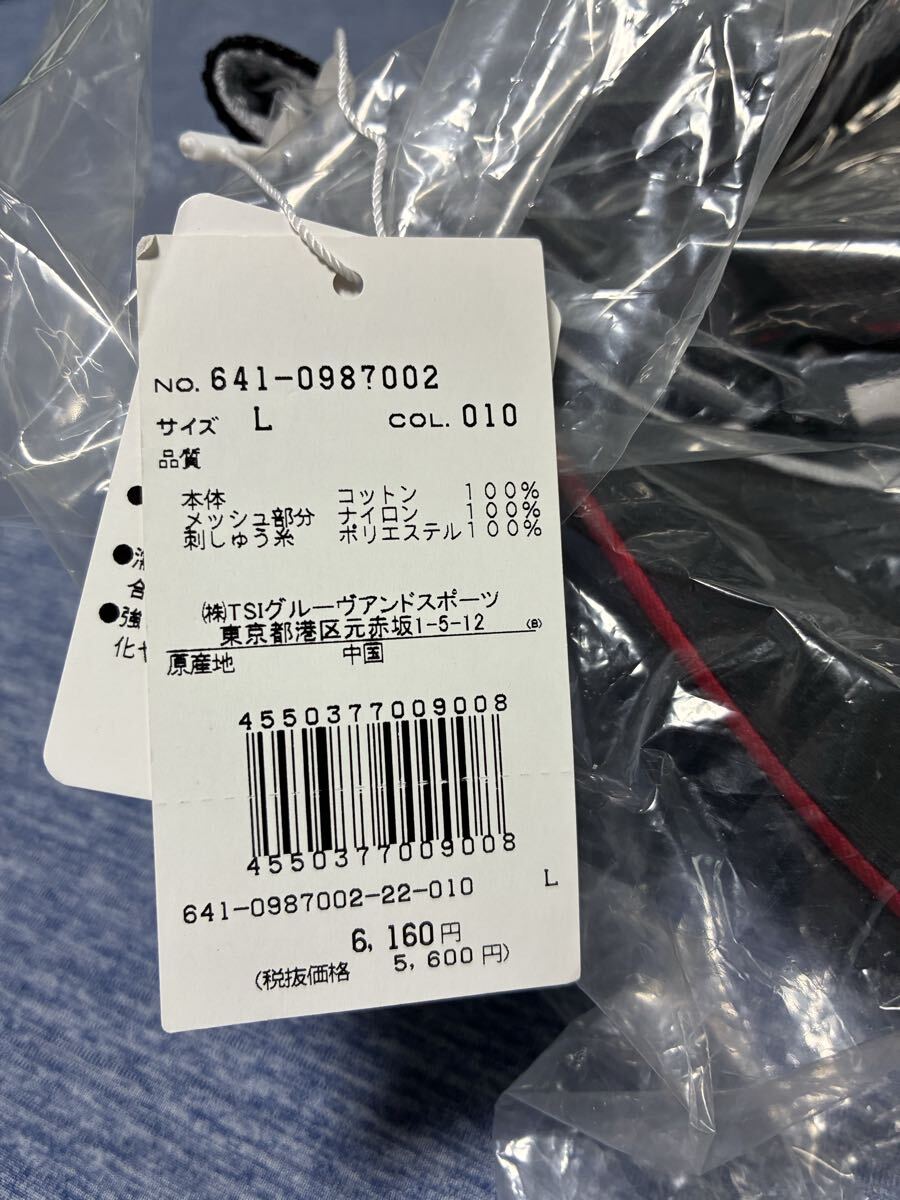 NO. 641-0987002
サイズ L COL. 010
品質
本体 コットン 100%
メッシュ部分 ナイロン 100%
刺しゅう糸 ポリエステル100%
㈱TSIグルーヴアンドスポーツ
東京都港区元赤坂1-5-12 (B)
原産地 中国
4550377009008
4550377009008
641-0987002-22-010 L
6,160円
(税抜価格 5,600円)
●
●
合
●強
化